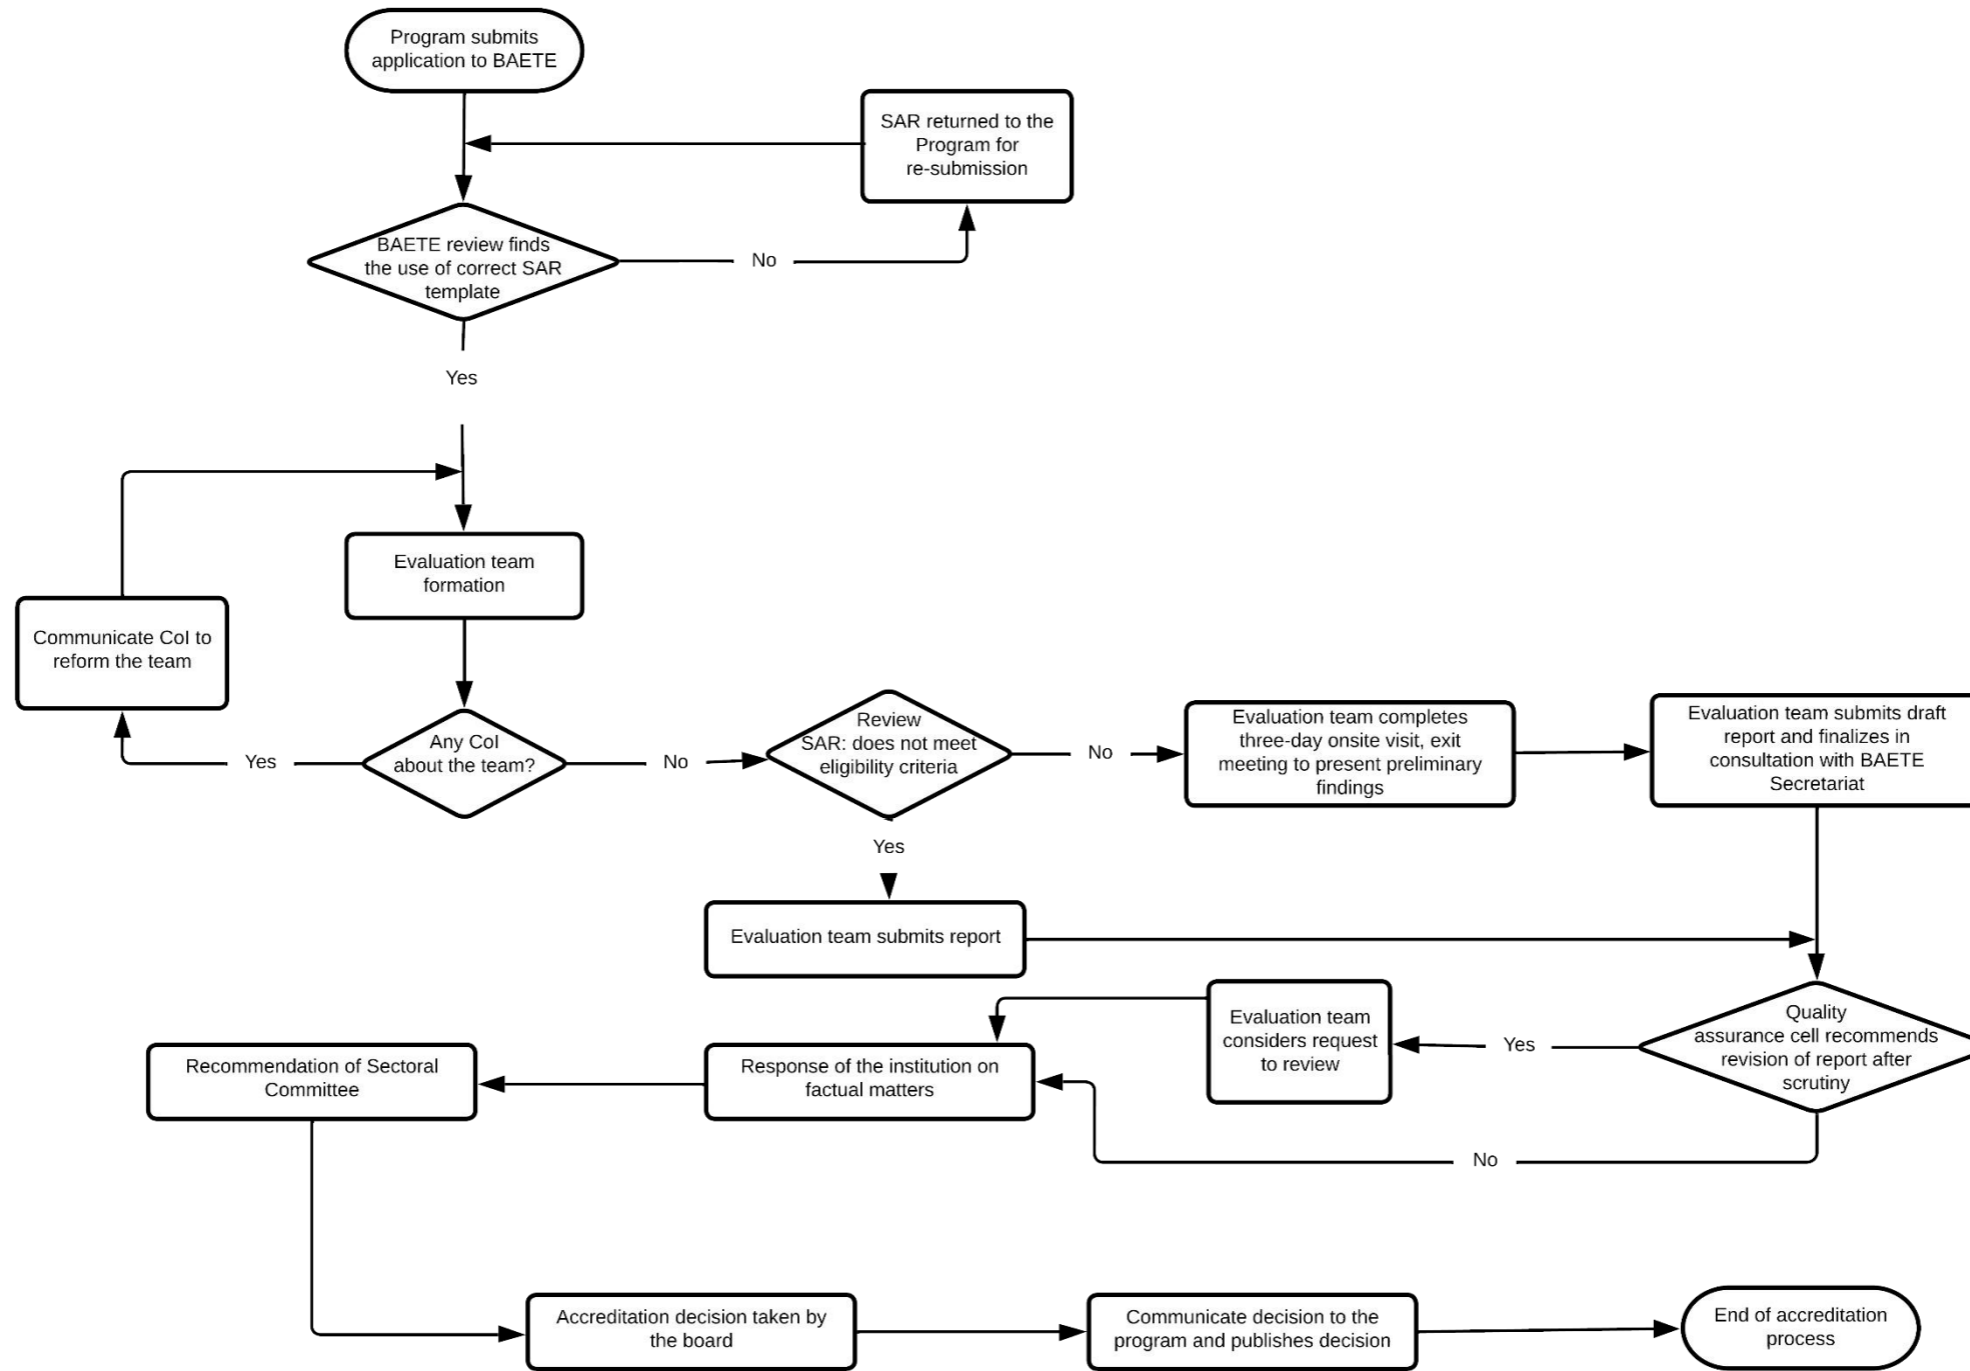 Program submits
application to BAETE
SAR returned to the
Program for
re-submission
BAETE review finds
the use of correct SAR
template
No
Yes
Evaluation team
formation
Communicate CoI to
reform the team
Any CoI
about the team?
Yes
No
Review
SAR: does not meet
eligibility criteria
No
Evaluation team completes
three-day onsite visit, exit
meeting to present preliminary
findings
Evaluation team submits draft
report and finalizes in
consultation with BAETE
Secretariat
Yes
Evaluation team submits report
Quality
assurance cell recommends
revision of report after
scrutiny
Yes
Evaluation team
considers request
to review
No
Response of the institution on
factual matters
Recommendation of Sectoral
Committee
Accreditation decision taken by
the board
Communicate decision to the
program and publishes decision
End of accreditation
process